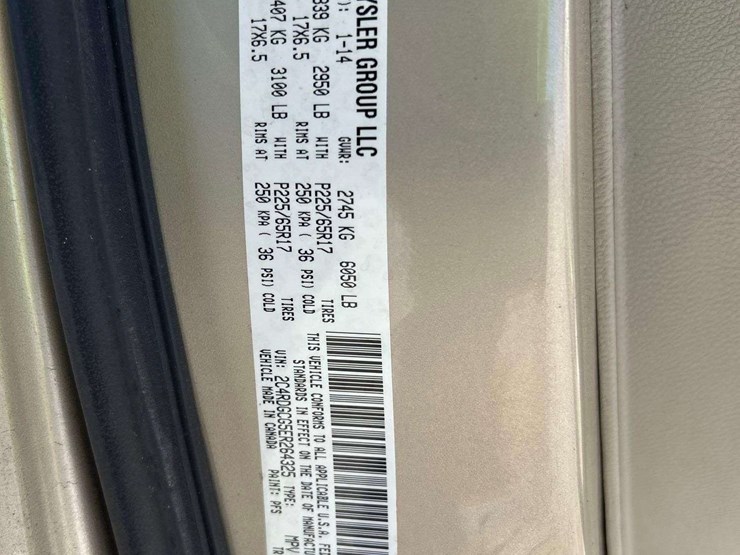 YSLER GROUP LLC
): 1-14 GVWR: 2745 KG 6050 LB
339 KG 2950 LB WITH P225/65R17 TIRES
17X6.5 RIMS AT 250 KPA ( 36 PSI) COLD
407 KG 3100 LB WITH P225/65R17 TIRES
17X6.5 RIMS AT 250 KPA ( 36 PSI) COLD
THIS VEHICLE CONFORMS TO ALL APPLICABLE U.S.A. FE
STANDARDS IN EFFECT ON THE DATE OF MANUFACTU
VIN: 2C4RDGCG5ER264325 TYPE: MPV
VEHICLE MADE IN CANADA PAINT: PFS TR